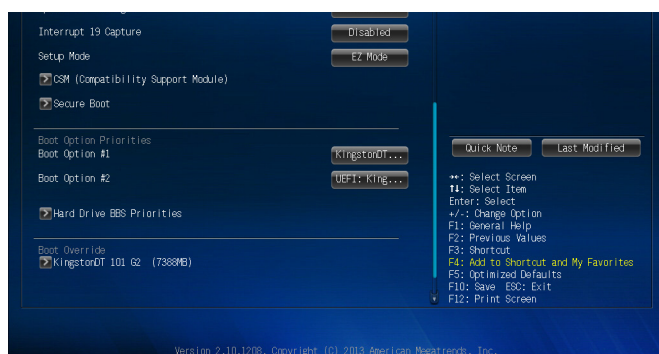 Interrupt 19 Capture
Disabled
Setup Mode
EZ Mode
CSM (Compatibility Support Module)
Secure Boot
Boot Option Priorities
Boot Option #1
KingstonDT...
Boot Option #2
UEFI: King...
Hard Drive BBS Priorities
Boot Override
KingstonDT 101 G2 (7388MB)
Quick Note
Last Modified
→←: Select Screen
↑↓: Select Item
Enter: Select
+/-: Change Option
F1: General Help
F2: Previous Values
F3: Shortcut
F4: Add to Shortcut and My Favorites
F5: Optimized Defaults
F10: Save ESC: Exit
F12: Print Screen
Version 2.10.1208. Copyright (C) 2013 American Megatrends, Inc.